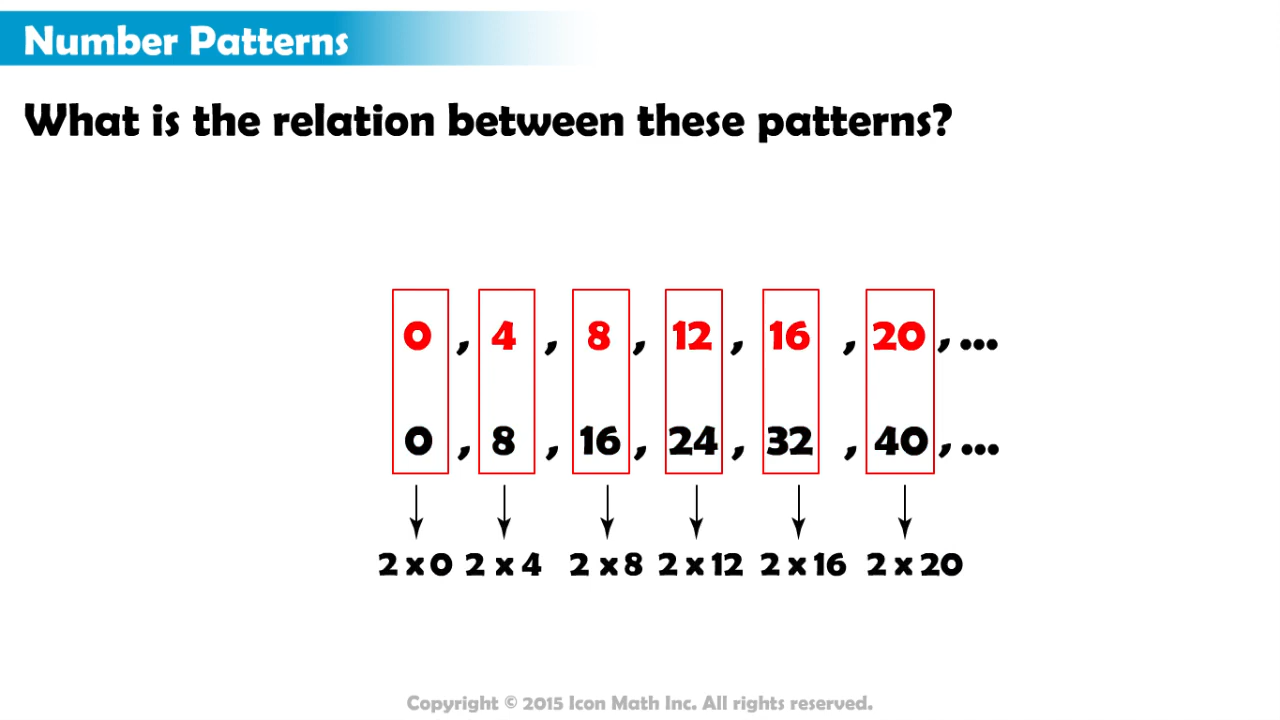 Number Patterns
What is the relation between these patterns?
0 , 4 , 8 , 12 , 16 , 20 , ...
0 , 8 , 16 , 24 , 32 , 40 , ...
2 x 0 2 x 4 2 x 8 2 x 12 2 x 16 2 x 20
Copyright © 2015 Icon Math Inc. All rights reserved.